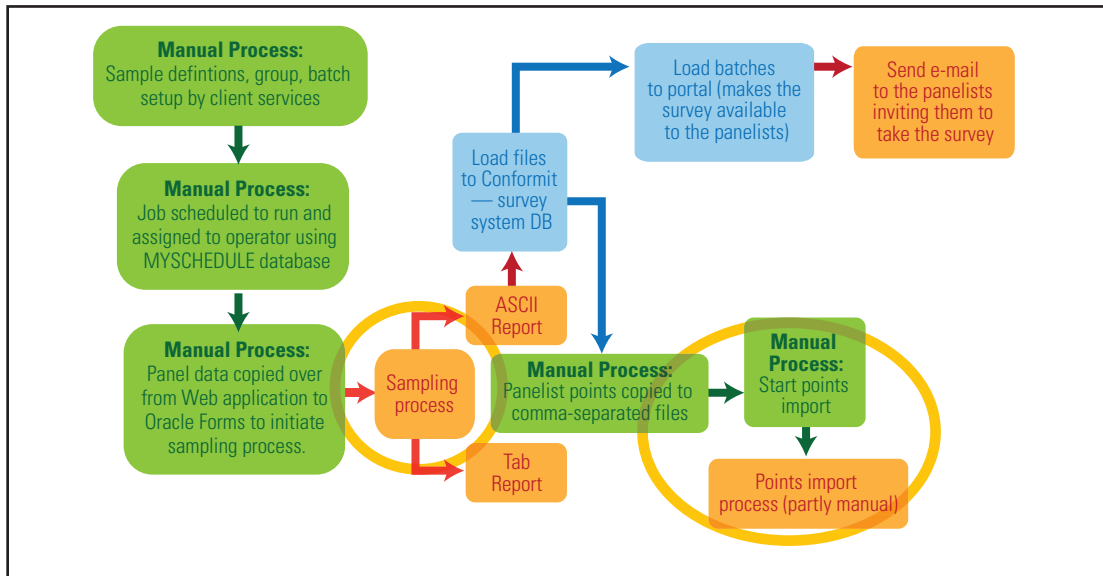 Manual Process:
Sample defintions, group, batch
setup by client services
Manual Process:
Job scheduled to run and
assigned to operator using
MYSCHEDULE database
Manual Process:
Panel data copied over
from Web application to
Oracle Forms to initiate
sampling process.
Sampling
process
ASCII
Report
Tab
Report
Load files
to Conformit
— survey
system DB
Load batches
to portal (makes the
survey available
to the panelists)
Send e-mail
to the panelists
inviting them to
take the survey
Manual Process:
Panelist points copied to
comma-separated files
Manual
Process:
Start points
import
Points import
process (partly manual)